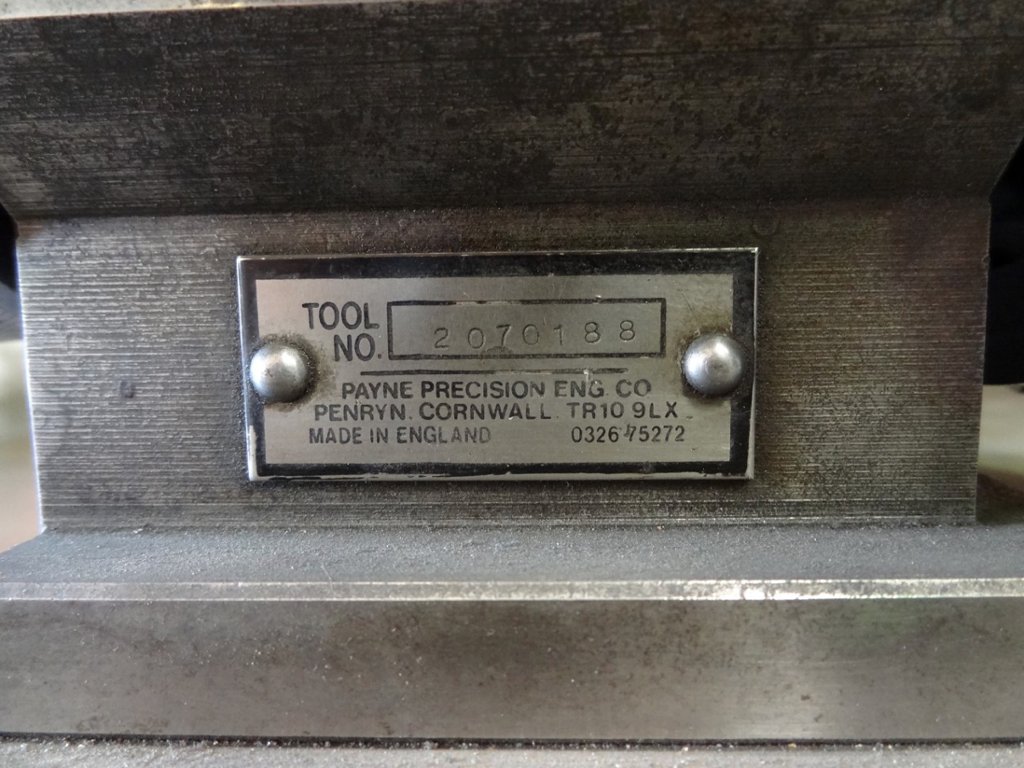 TOOL
NO. 2070188
PAYNE PRECISION ENG. CO
PENRYN. CORNWALL. TR10 9LX
MADE IN ENGLAND 0326 75272